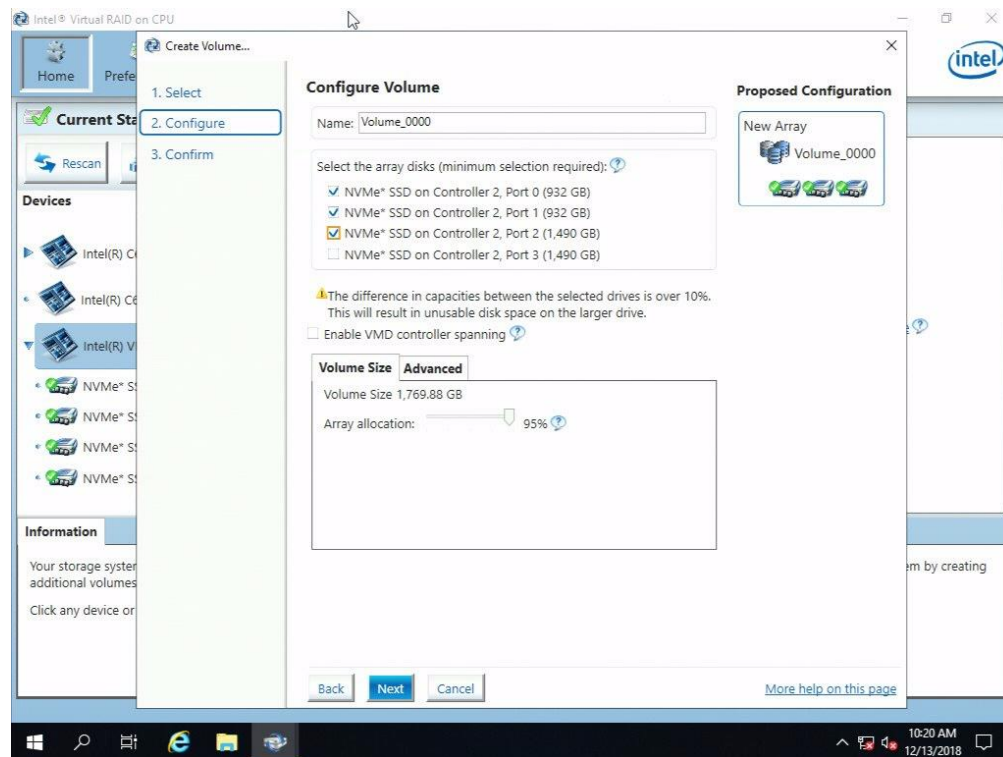 Intel® Virtual RAID on CPU
Home
Create Volume...
intel
1. Select
2. Configure
3. Confirm
Configure Volume
Name: Volume_0000
Select the array disks (minimum selection required):
NVMe* SSD on Controller 2, Port 0 (932 GB)
NVMe* SSD on Controller 2, Port 1 (932 GB)
NVMe* SSD on Controller 2, Port 2 (1,490 GB)
NVMe* SSD on Controller 2, Port 3 (1,490 GB)
The difference in capacities between the selected drives is over 10%.
This will result in unusable disk space on the larger drive.
Enable VMD controller spanning
Volume Size Advanced
Volume Size 1,769.88 GB
Array allocation: 95%
Proposed Configuration
New Array
Volume_0000
Current
Rescan
Devices
Intel(R)
Intel(R)
Intel(R)
NVMe*
NVMe*
NVMe*
NVMe*
Information
Your storage
additional volumes
by creating
Click any device or
Back Next Cancel
More help on this page
10:20 AM
12/13/2018